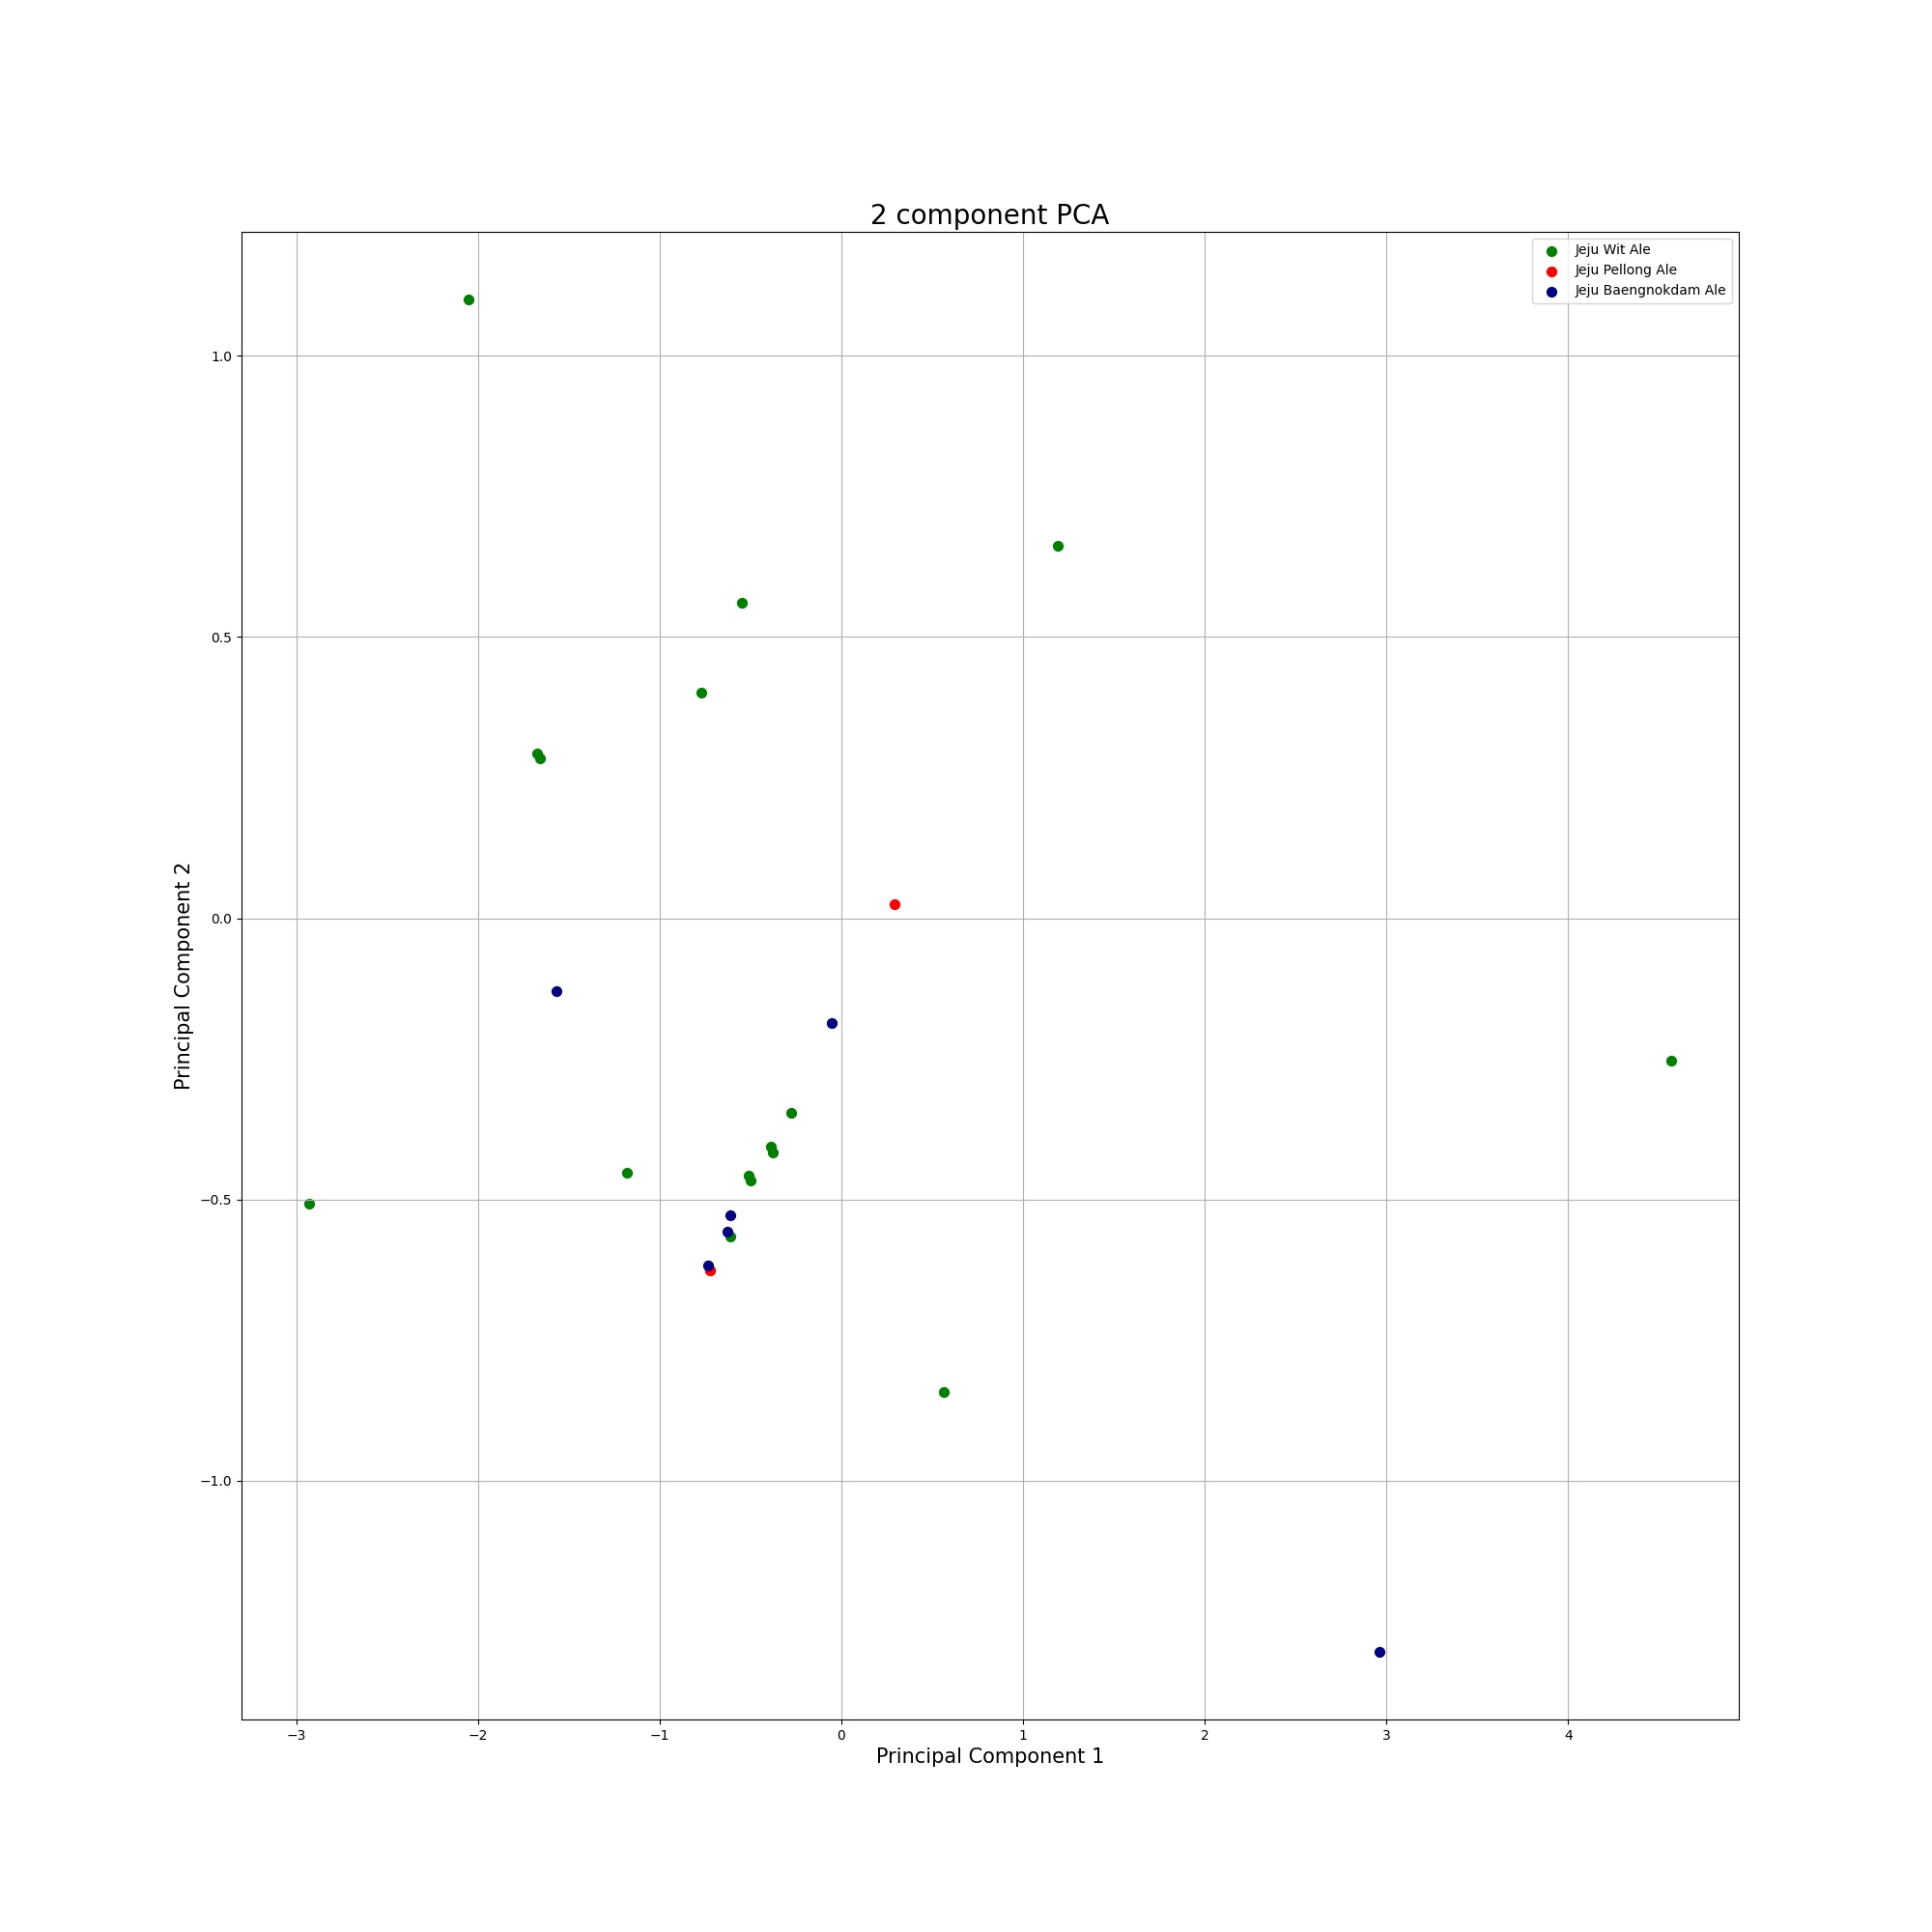 2 component PCA
Jeju Wit Ale
Jeju Pellong Ale
Jeju Baengnokdam Ale
1.0
0.5
0.0
−0.5
−1.0
Principal Component 2
−3 −2 −1 0 1 2 3 4
Principal Component 1